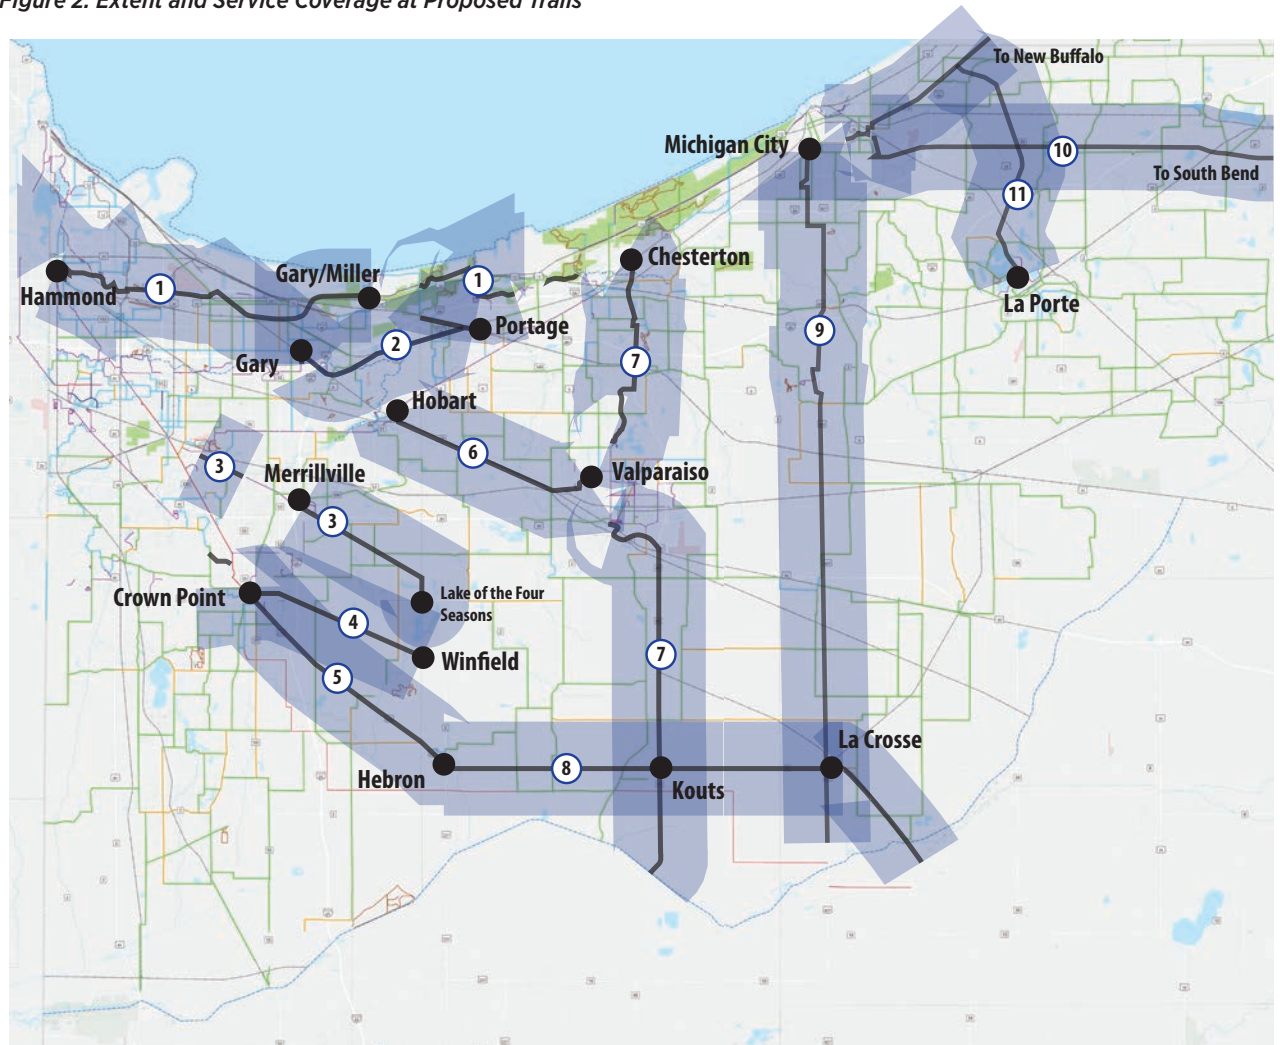 Figure 2. Extent and Service Coverage at Proposed Trails
To New Buffalo
Michigan City
10
To South Bend
11
Chesterton
Gary/Miller
1
1
Hammond
La Porte
Portage
9
2
7
Gary
Hobart
6
3
Merrillville
Valparaiso
3
Crown Point
Lake of the Four
Seasons
4
Winfield
7
5
La Crosse
8
Hebron
Kouts